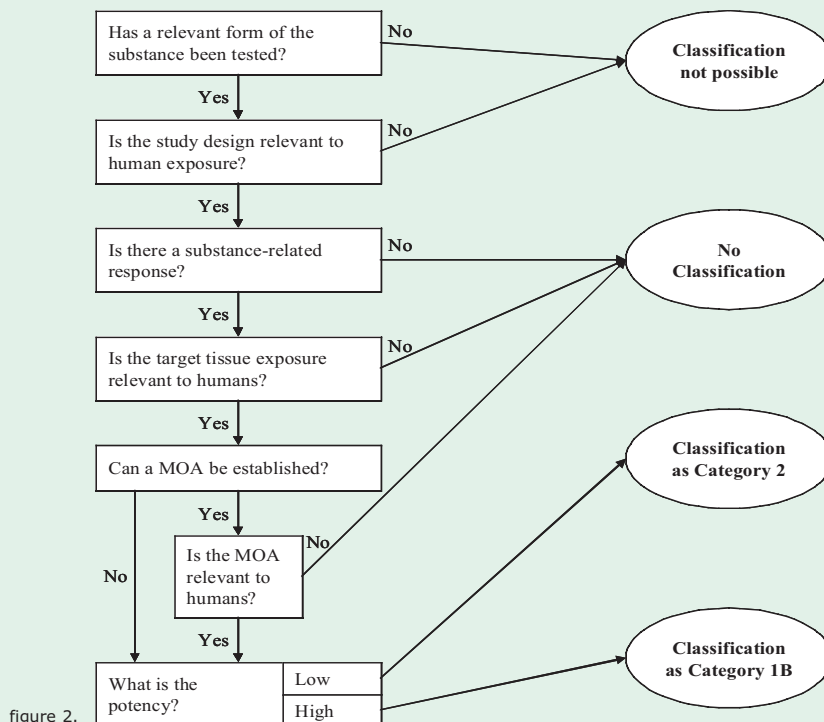 Has a relevant form of the
substance been tested?
No
Classification
not possible
Yes
Is the study design relevant to
human exposure?
No
Yes
Is there a substance-related
response?
No
No
Classification
Yes
Is the target tissue exposure
relevant to humans?
No
Yes
Can a MOA be established?
Classification
as Category 2
Yes
Is the MOA
relevant to
humans?
No
No
Yes
What is the
potency?
Low
High
Classification
as Category 1B
figure 2.